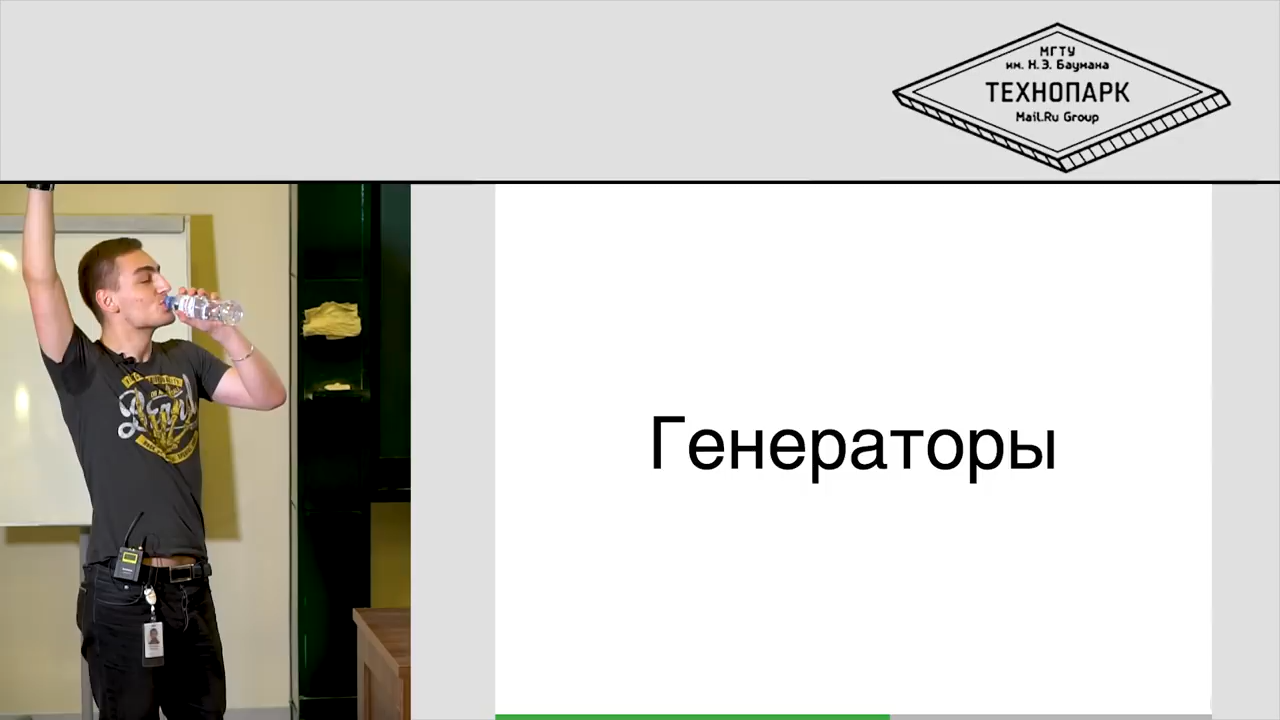 МГТУ
им. Н.Э. Баумана
ТЕХНОПАРК
Mail.Ru Group
Генераторы